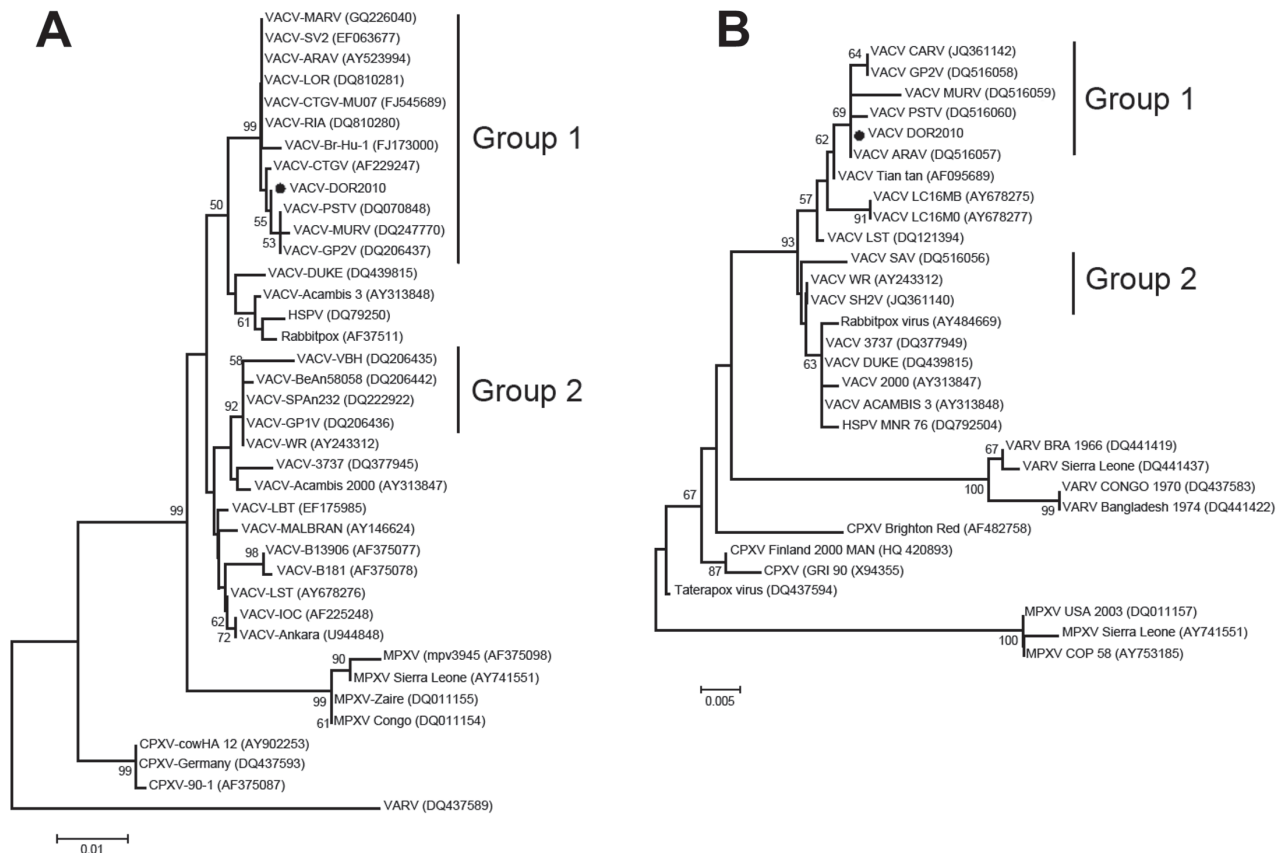 A
VACV-MARV (GQ226040)
VACV-SV2 (EF063677)
VACV-ARAV (AY523994)
VACV-LOR (DQ810281)
VACV-CTGV-MU07 (FJ545689)
VACV-RIA (DQ810280)
99
VACV-Br-Hu-1 (FJ173000)
VACV-CTGV (AF229247)
VACV-DOR2010
VACV-PSTV (DQ070848)
55
VACV-MURV (DQ247770)
53
VACV-GP2V (DQ206437)
Group 1
50
VACV-DUKE (DQ439815)
VACV-Acambis 3 (AY313848)
61
HSPV (DQ79250)
Rabbitpox (AF37511)
58
VACV-VBH (DQ206435)
VACV-BeAn58058 (DQ206442)
92
VACV-SPAn232 (DQ222922)
VACV-GP1V (DQ206436)
Group 2
VACV-WR (AY243312)
VACV-3737 (DQ377945)
VACV-Acambis 2000 (AY313847)
99
VACV-LBT (EF175985)
VACV-MALBRAN (AY146624)
98
VACV-B13906 (AF375077)
VACV-B181 (AF375078)
VACV-LST (AY678276)
62
VACV-IOC (AF225248)
72
VACV-Ankara (U944848)
90
MPXV (mpv3945 (AF375098)
MPXV Sierra Leone (AY741551)
99
MPXV-Zaire (DQ011155)
61
MPXV Congo (DQ011154)
CPXV-cowHA 12 (AY902253)
99
CPXV-Germany (DQ437593)
CPXV-90-1 (AF375087)
VARV (DQ437589)
0.01
B
64
VACV CARV (JQ361142)
VACV GP2V (DQ516058)
VACV MURV (DQ516059)
69
VACV PSTV (DQ516060)
VACV DOR2010
62
VACV ARAV (DQ516057)
Group 1
VACV Tian tan (AF095689)
57
VACV LC16MB (AY678275)
91
VACV LC16M0 (AY678277)
93
VACV LST (DQ121394)
VACV SAV (DQ516056)
VACV WR (AY243312)
VACV SH2V (JQ361140)
Group 2
Rabbitpox virus (AY484669)
VACV 3737 (DQ377949)
63
VACV DUKE (DQ439815)
VACV 2000 (AY313847)
VACV ACAMBIS 3 (AY313848)
HSPV MNR 76 (DQ792504)
67
VARV BRA 1966 (DQ441419)
VARV Sierra Leone (DQ441437)
100
VARV CONGO 1970 (DQ437583)
99
VARV Bangladesh 1974 (DQ441422)
67
CPXV Brighton Red (AF482758)
CPXV Finland 2000 MAN (HQ 420893)
87
CPXV (GRI 90 (X94355)
Taterapox virus (DQ437594)
MPXV USA 2003 (DQ011157)
100
MPXV Sierra Leone (AY741551)
MPXV COP 58 (AY753185)
0.005